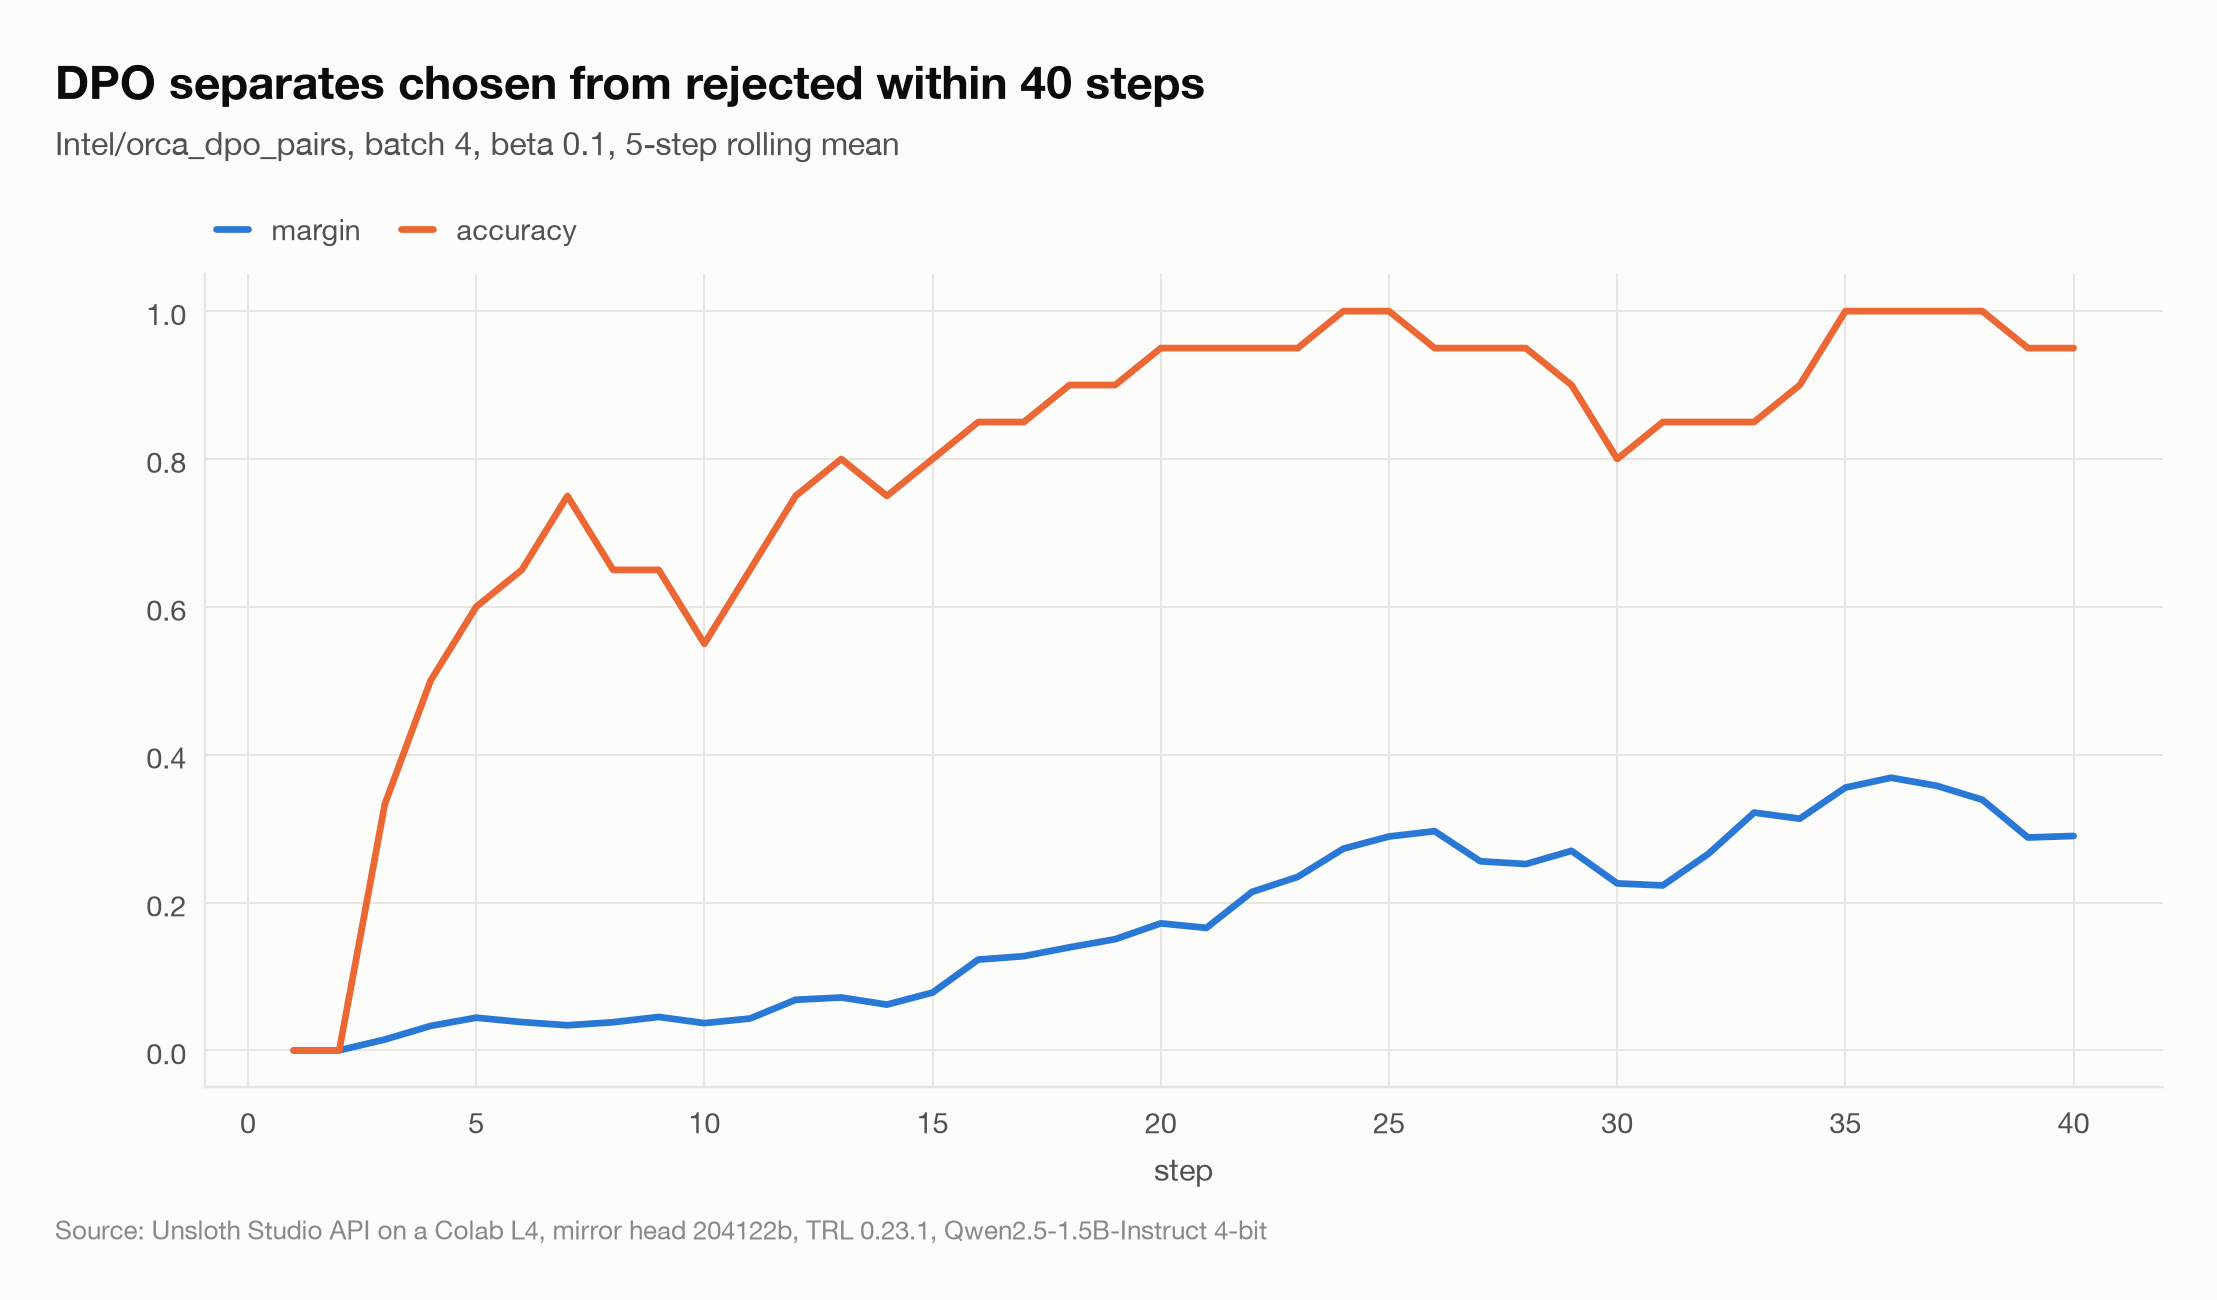 DPO separates chosen from rejected within 40 steps
Intel/orca_dpo_pairs, batch 4, beta 0.1, 5-step rolling mean
margin accuracy
1.0
0.8
0.6
0.4
0.2
0.0
0 5 10 15 20 25 30 35 40
step
Source: Unsloth Studio API on a Colab L4, mirror head 204122b, TRL 0.23.1, Qwen2.5-1.5B-Instruct 4-bit